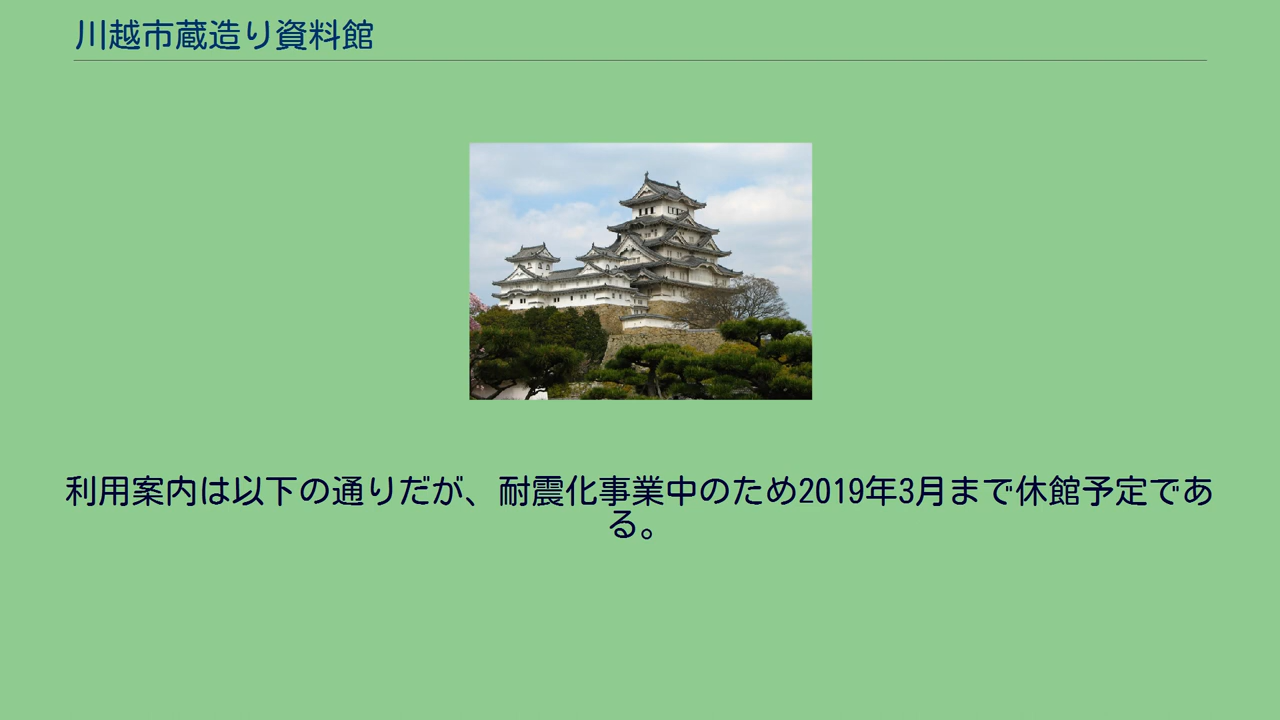 川越市蔵造り資料館
利用案内は以下の通りだが、耐震化事業中のため2019年3月まで休館予定であ
る。